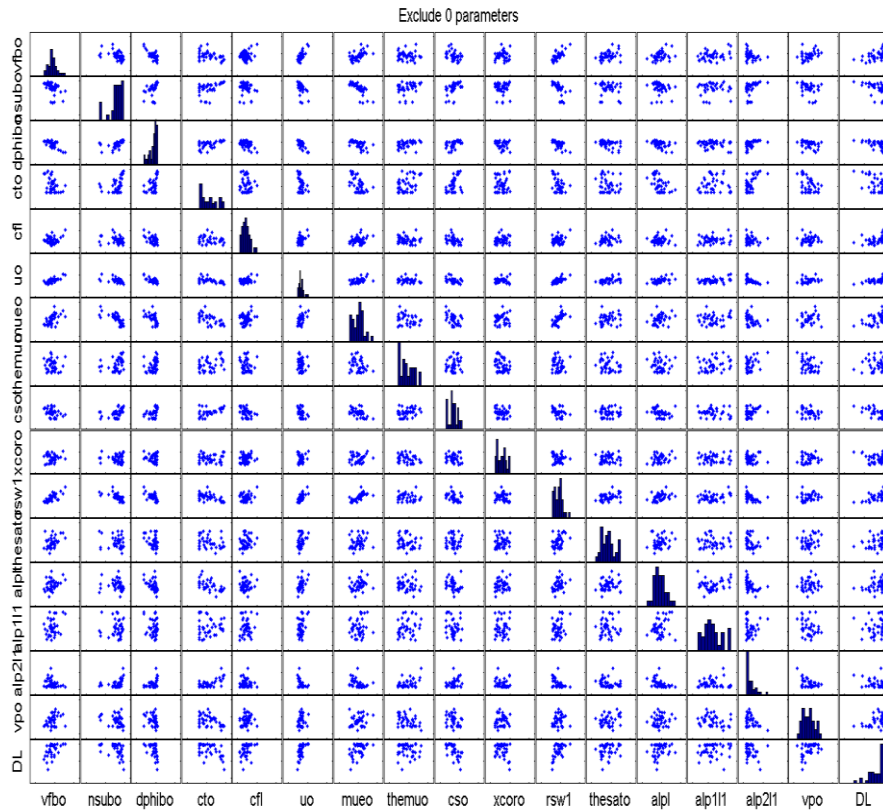 Exclude 0 parameters
vfbo
nsubo
dphibo
cto
cfl
uo
mueo
themuo
cso
xcoro
rsw1
thesato
alpl
alp1l1
alp2l1
vpo
DL
vfbo nsubo dphibo cto cfl uo mueo themuo cso xcoro rsw1 thesato alpl alp1l1 alp2l1 vpo DL